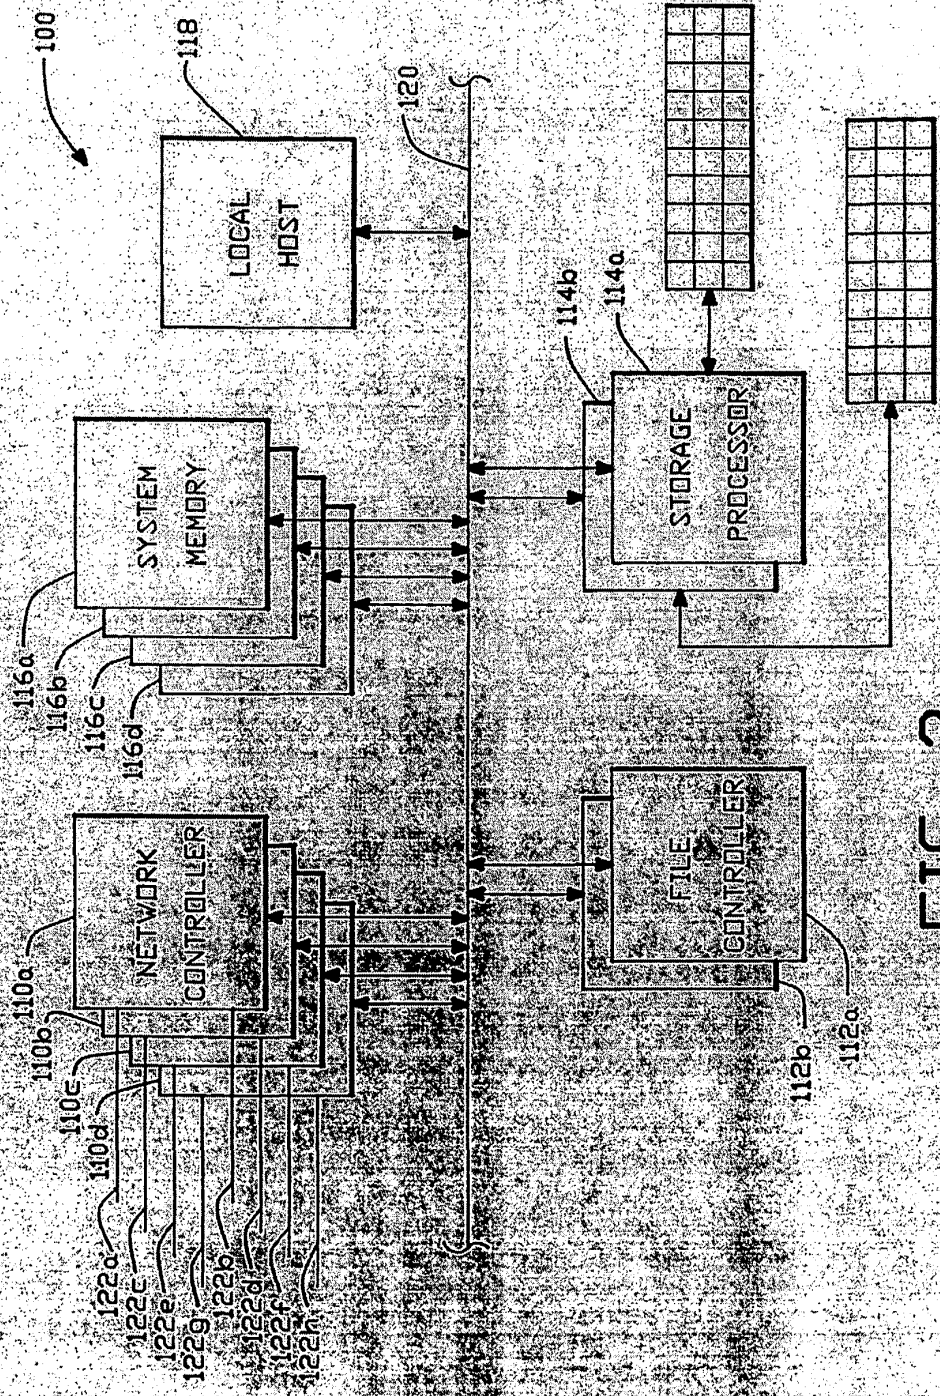 100
118
LOCAL
HOST
120
116a
116b
116c
116d
SYSTEM
MEMORY
110a
110b
110c
110d
NETWORK
CONTROLLER
122a
122c
122e
122g
122b
122d
122f
122h
114b
114a
STORAGE
PROCESSOR
FILE
CONTROLLER
112b
112a